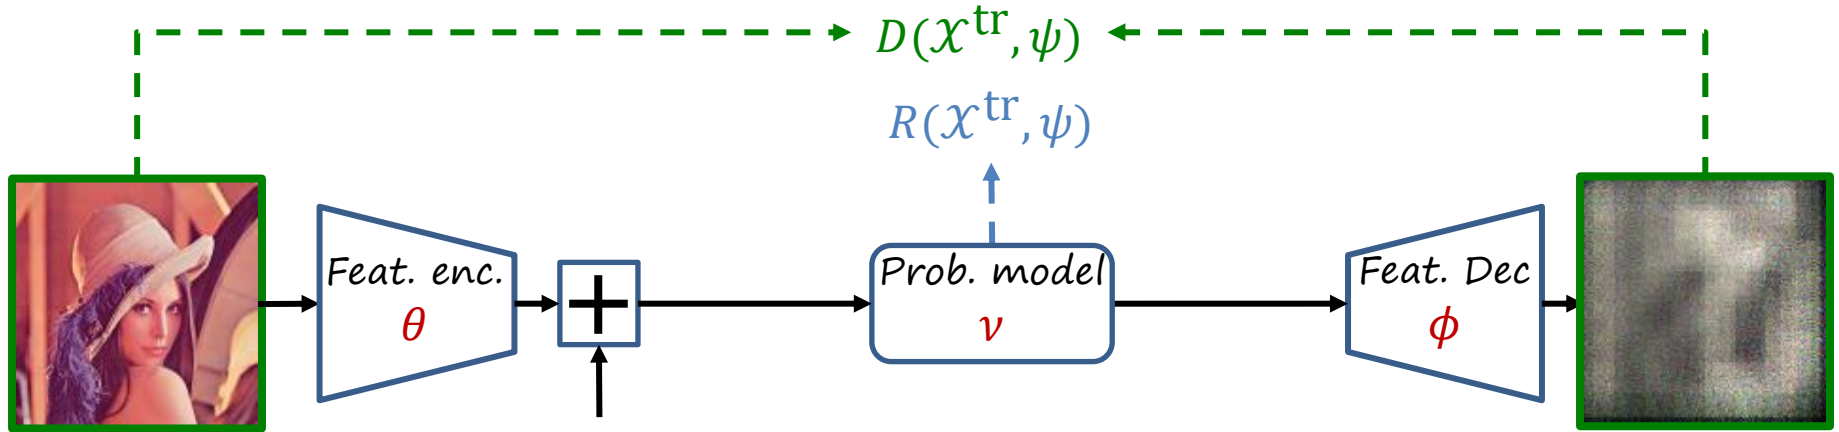 D(𝒳^tr, ψ)
R(𝒳^tr, ψ)
Feat. enc.
θ
+
Prob. model
ν
Feat. Dec
ϕ